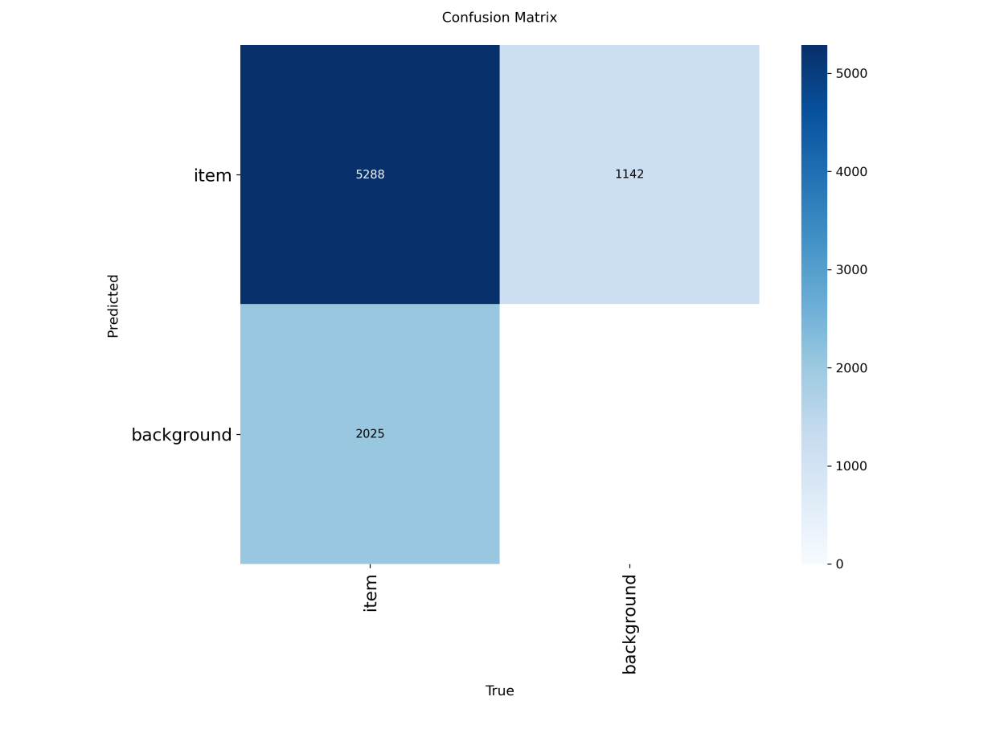 Confusion Matrix
item
5288
1142
5000
4000
3000
2000
1000
0
Predicted
background
2025
item
background
True